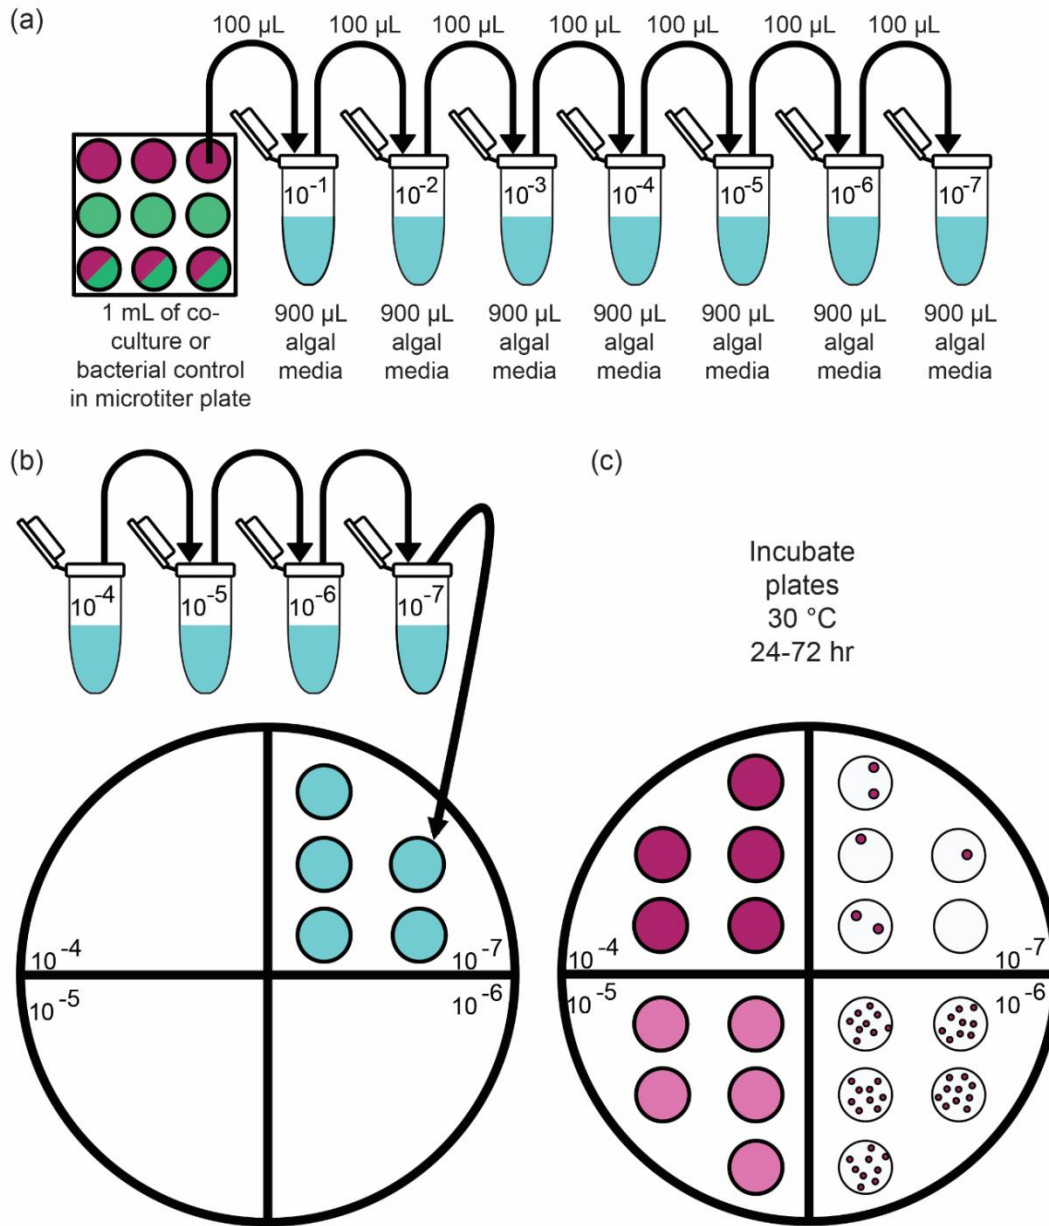 (a)
100 µL 100 µL 100 µL 100 µL 100 µL 100 µL 100 µL
10-1 10-2 10-3 10-4 10-5 10-6 10-7
1 mL of co-
culture or
bacterial control
in microtiter plate
900 µL
algal
media
900 µL
algal
media
900 µL
algal
media
900 µL
algal
media
900 µL
algal
media
900 µL
algal
media
900 µL
algal
media
(b)
10-4 10-5 10-6 10-7
10-4 10-7
10-5 10-6
(c)
Incubate
plates
30 °C
24-72 hr
10-4 10-7
10-5 10-6